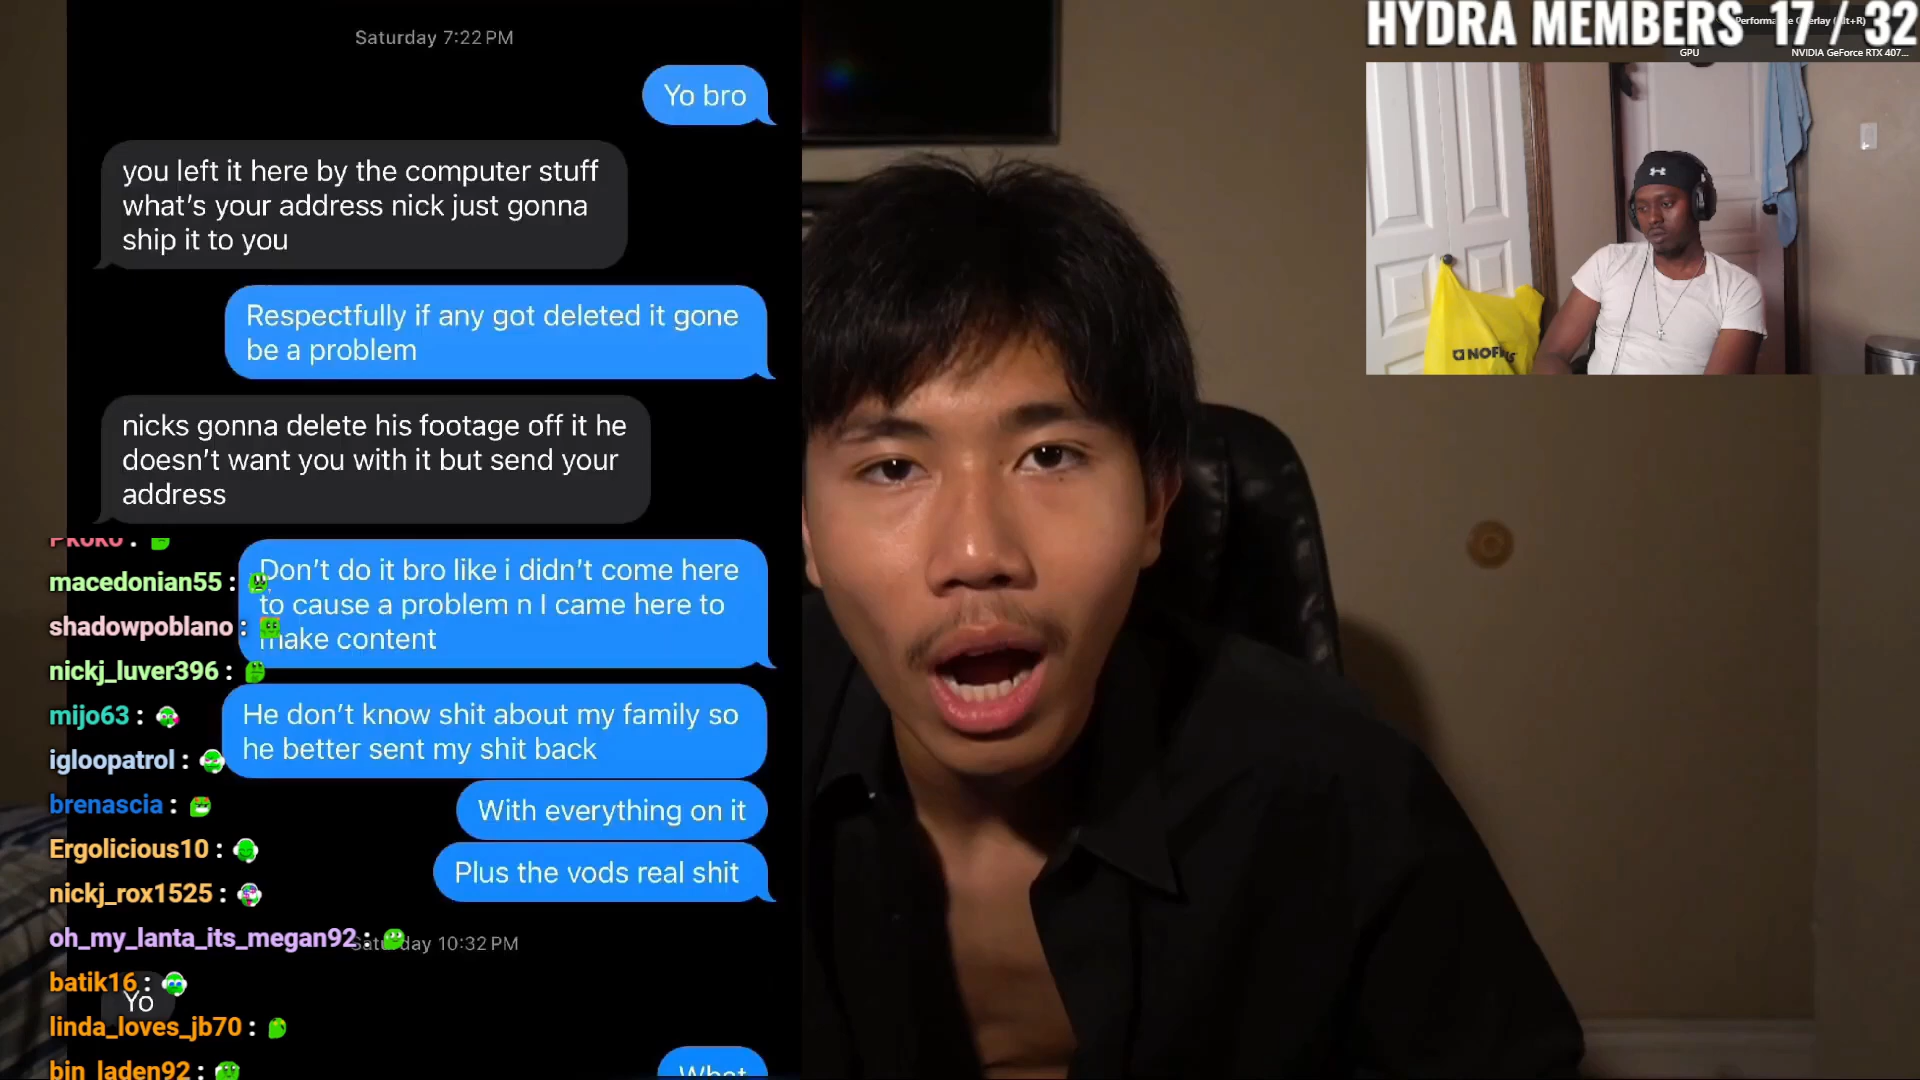 Saturday 7:22 PM
Yo bro
you left it here by the computer stuff
what's your address nick just gonna
ship it to you
Respectfully if any got deleted it gone
be a problem
nicks gonna delete his footage off it he
doesn't want you with it but send your
address
Don't do it bro like i didn't come here
to cause a problem n I came here to
make content
He don't know shit about my family so
he better sent my shit back
With everything on it
Plus the vods real shit
Saturday 10:32 PM
Yo
What
Pkoko :
macedonian55 :
shadowpoblano :
nickj_luver396 :
mijo63 :
igloopatrol :
brenascia :
Ergolicious10 :
nickj_rox1525 :
oh_my_lanta_its_megan92 :
batik16 :
linda_loves_jb70 :
bin_laden92 :
HYDRA MEMBERS 17 / 32
GPU
NVIDIA GeForce RTX 407...